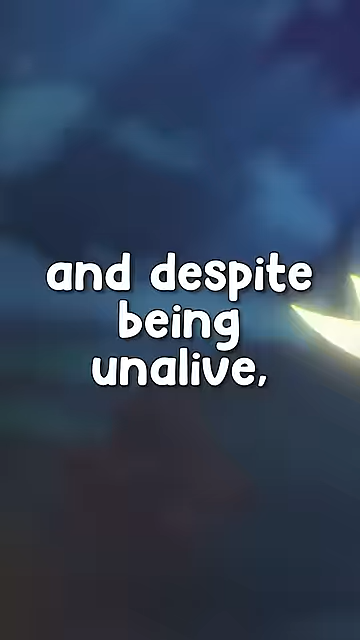 and despite
being
unalive,